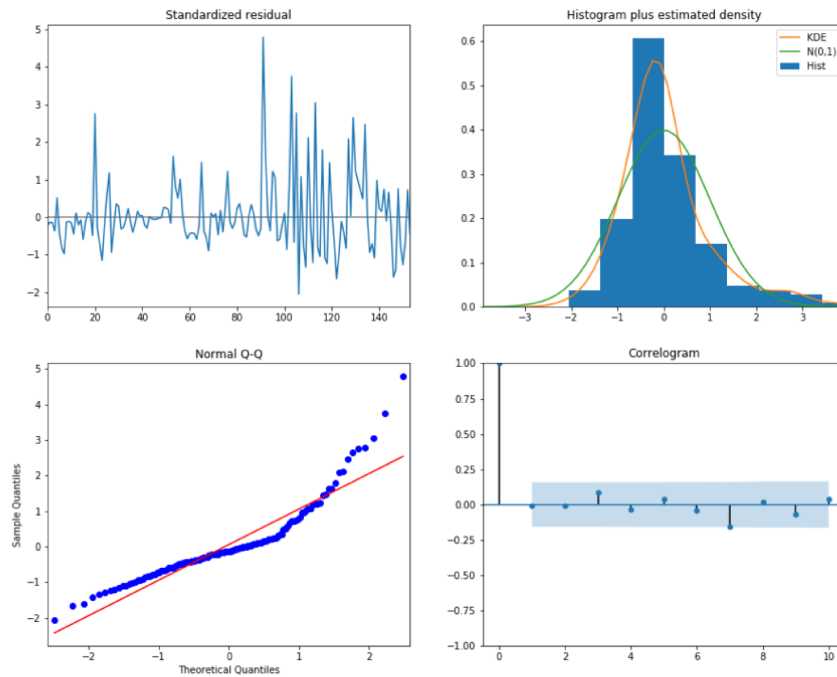 Standardized residual
5
4
3
2
1
0
−1
−2
0 20 40 60 80 100 120 140
Histogram plus estimated density
KDE
N(0,1)
Hist
0.6
0.5
0.4
0.3
0.2
0.1
0.0
−3 −2 −1 0 1 2 3
Normal Q-Q
Sample Quantiles
5
4
3
2
1
0
−1
−2
−2 −1 0 1 2
Theoretical Quantiles
Correlogram
1.00
0.75
0.50
0.25
0.00
−0.25
−0.50
−0.75
−1.00
0 2 4 6 8 10